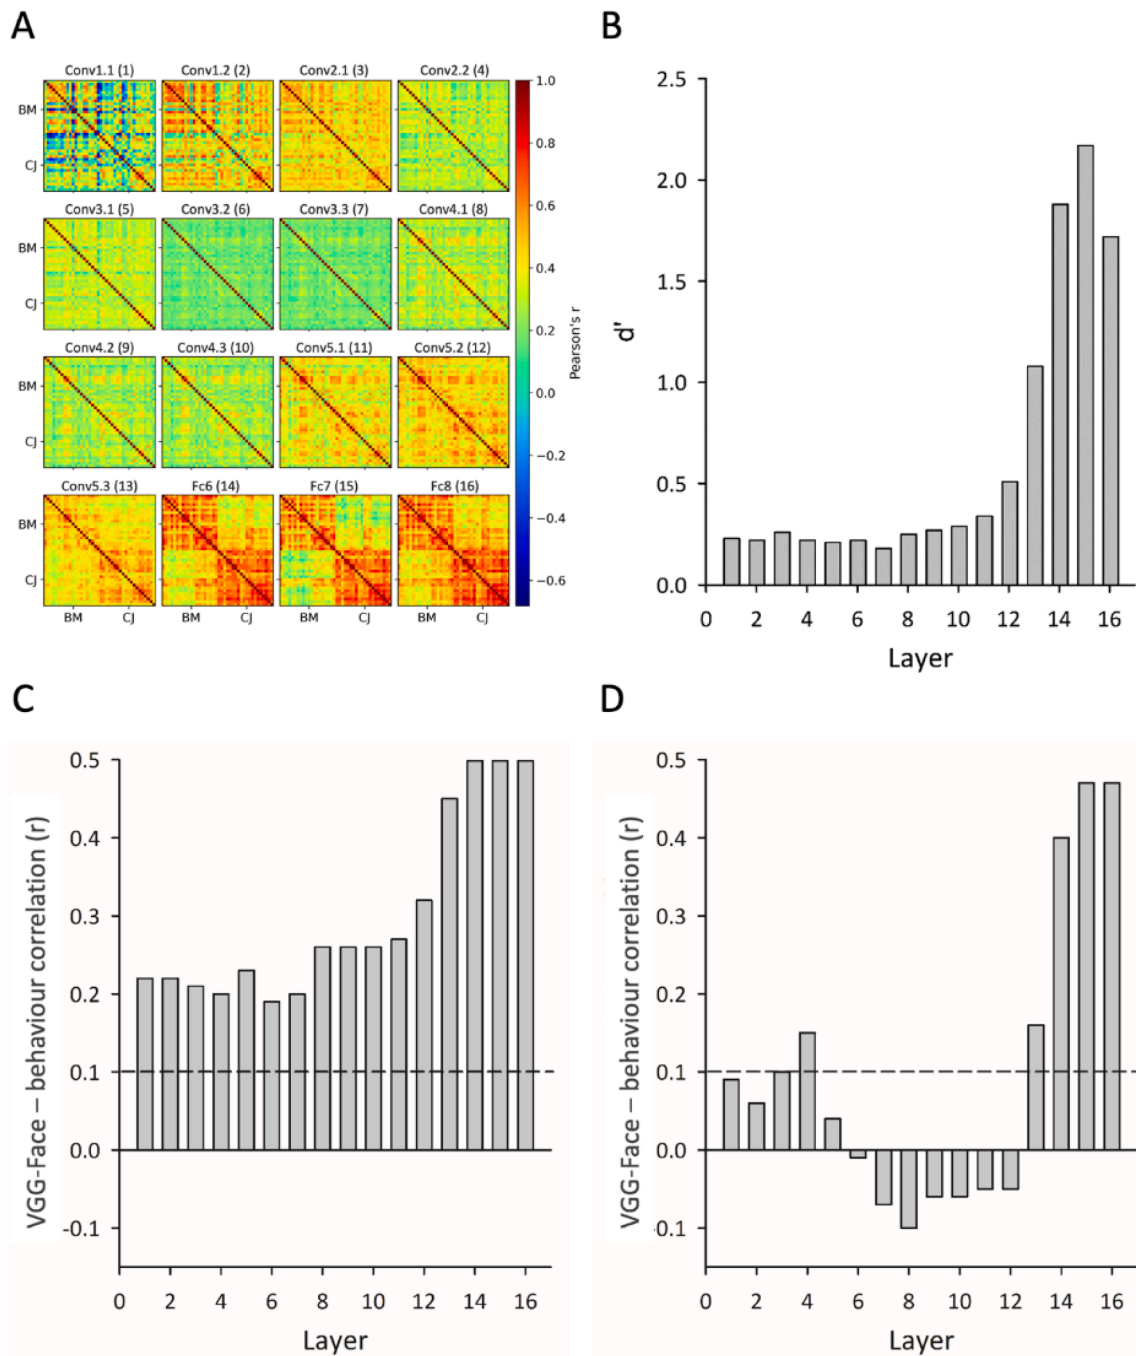 A
Conv1.1 (1) Conv1.2 (2) Conv2.1 (3) Conv2.2 (4)
BM
CJ
Conv3.1 (5) Conv3.2 (6) Conv3.3 (7) Conv4.1 (8)
BM
CJ
Conv4.2 (9) Conv4.3 (10) Conv5.1 (11) Conv5.2 (12)
BM
CJ
Conv5.3 (13) Fc6 (14) Fc7 (15) Fc8 (16)
BM
CJ
BM CJ BM CJ BM CJ BM CJ
1.0
0.8
0.6
0.4
0.2
0.0
−0.2
−0.4
−0.6
Pearson's r
B
2.5
2.0
1.5
1.0
0.5
0.0
d'
0 2 4 6 8 10 12 14 16
Layer
C
0.5
0.4
0.3
0.2
0.1
0.0
-0.1
VGG-Face – behaviour correlation (r)
0 2 4 6 8 10 12 14 16
Layer
D
0.5
0.4
0.3
0.2
0.1
0.0
-0.1
VGG-Face – behaviour correlation (r)
0 2 4 6 8 10 12 14 16
Layer